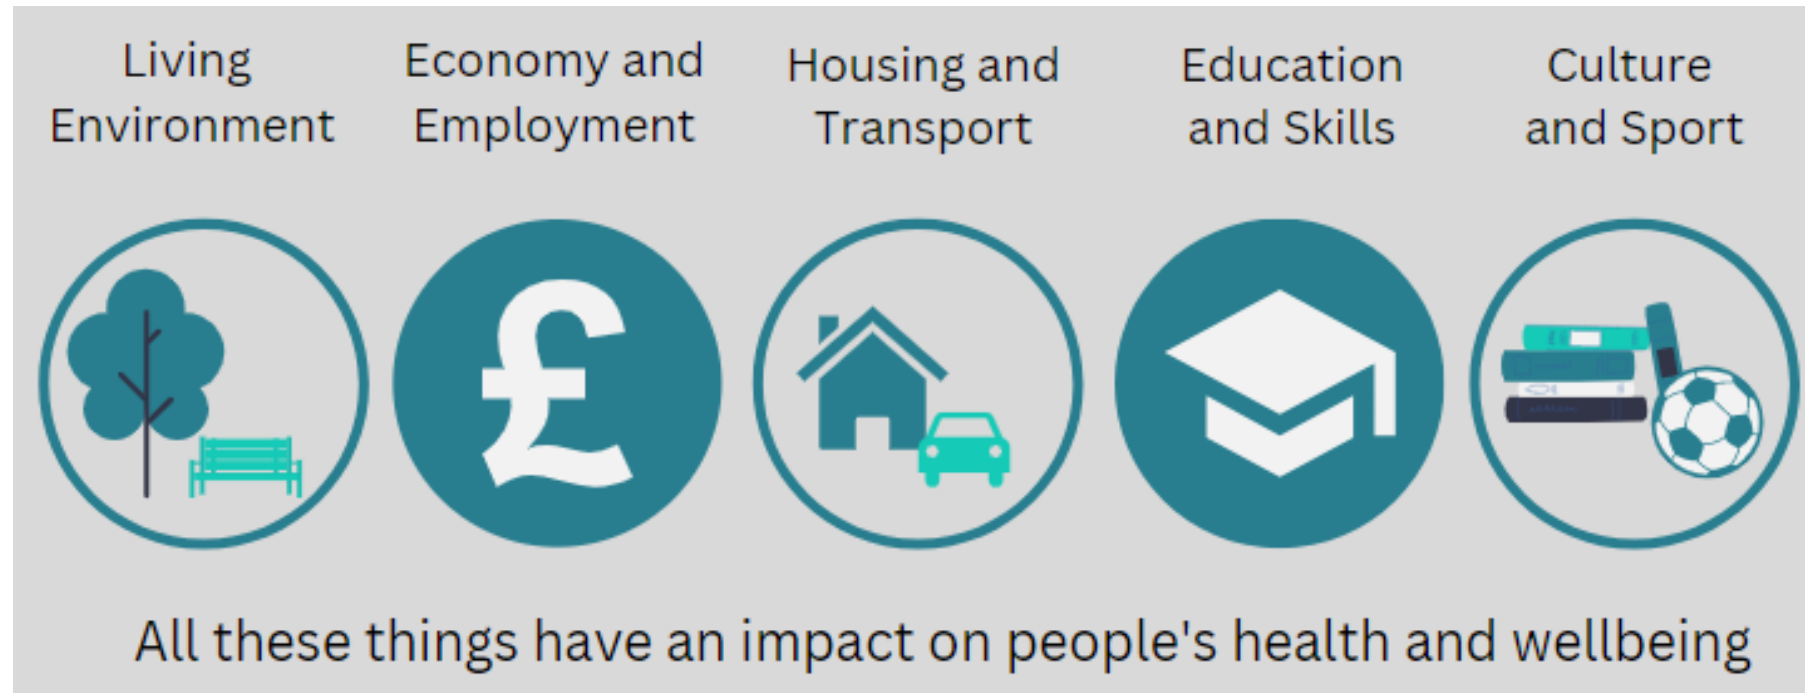 Living
Environment
Economy and
Employment
Housing and
Transport
Education
and Skills
Culture
and Sport
£
All these things have an impact on people's health and wellbeing